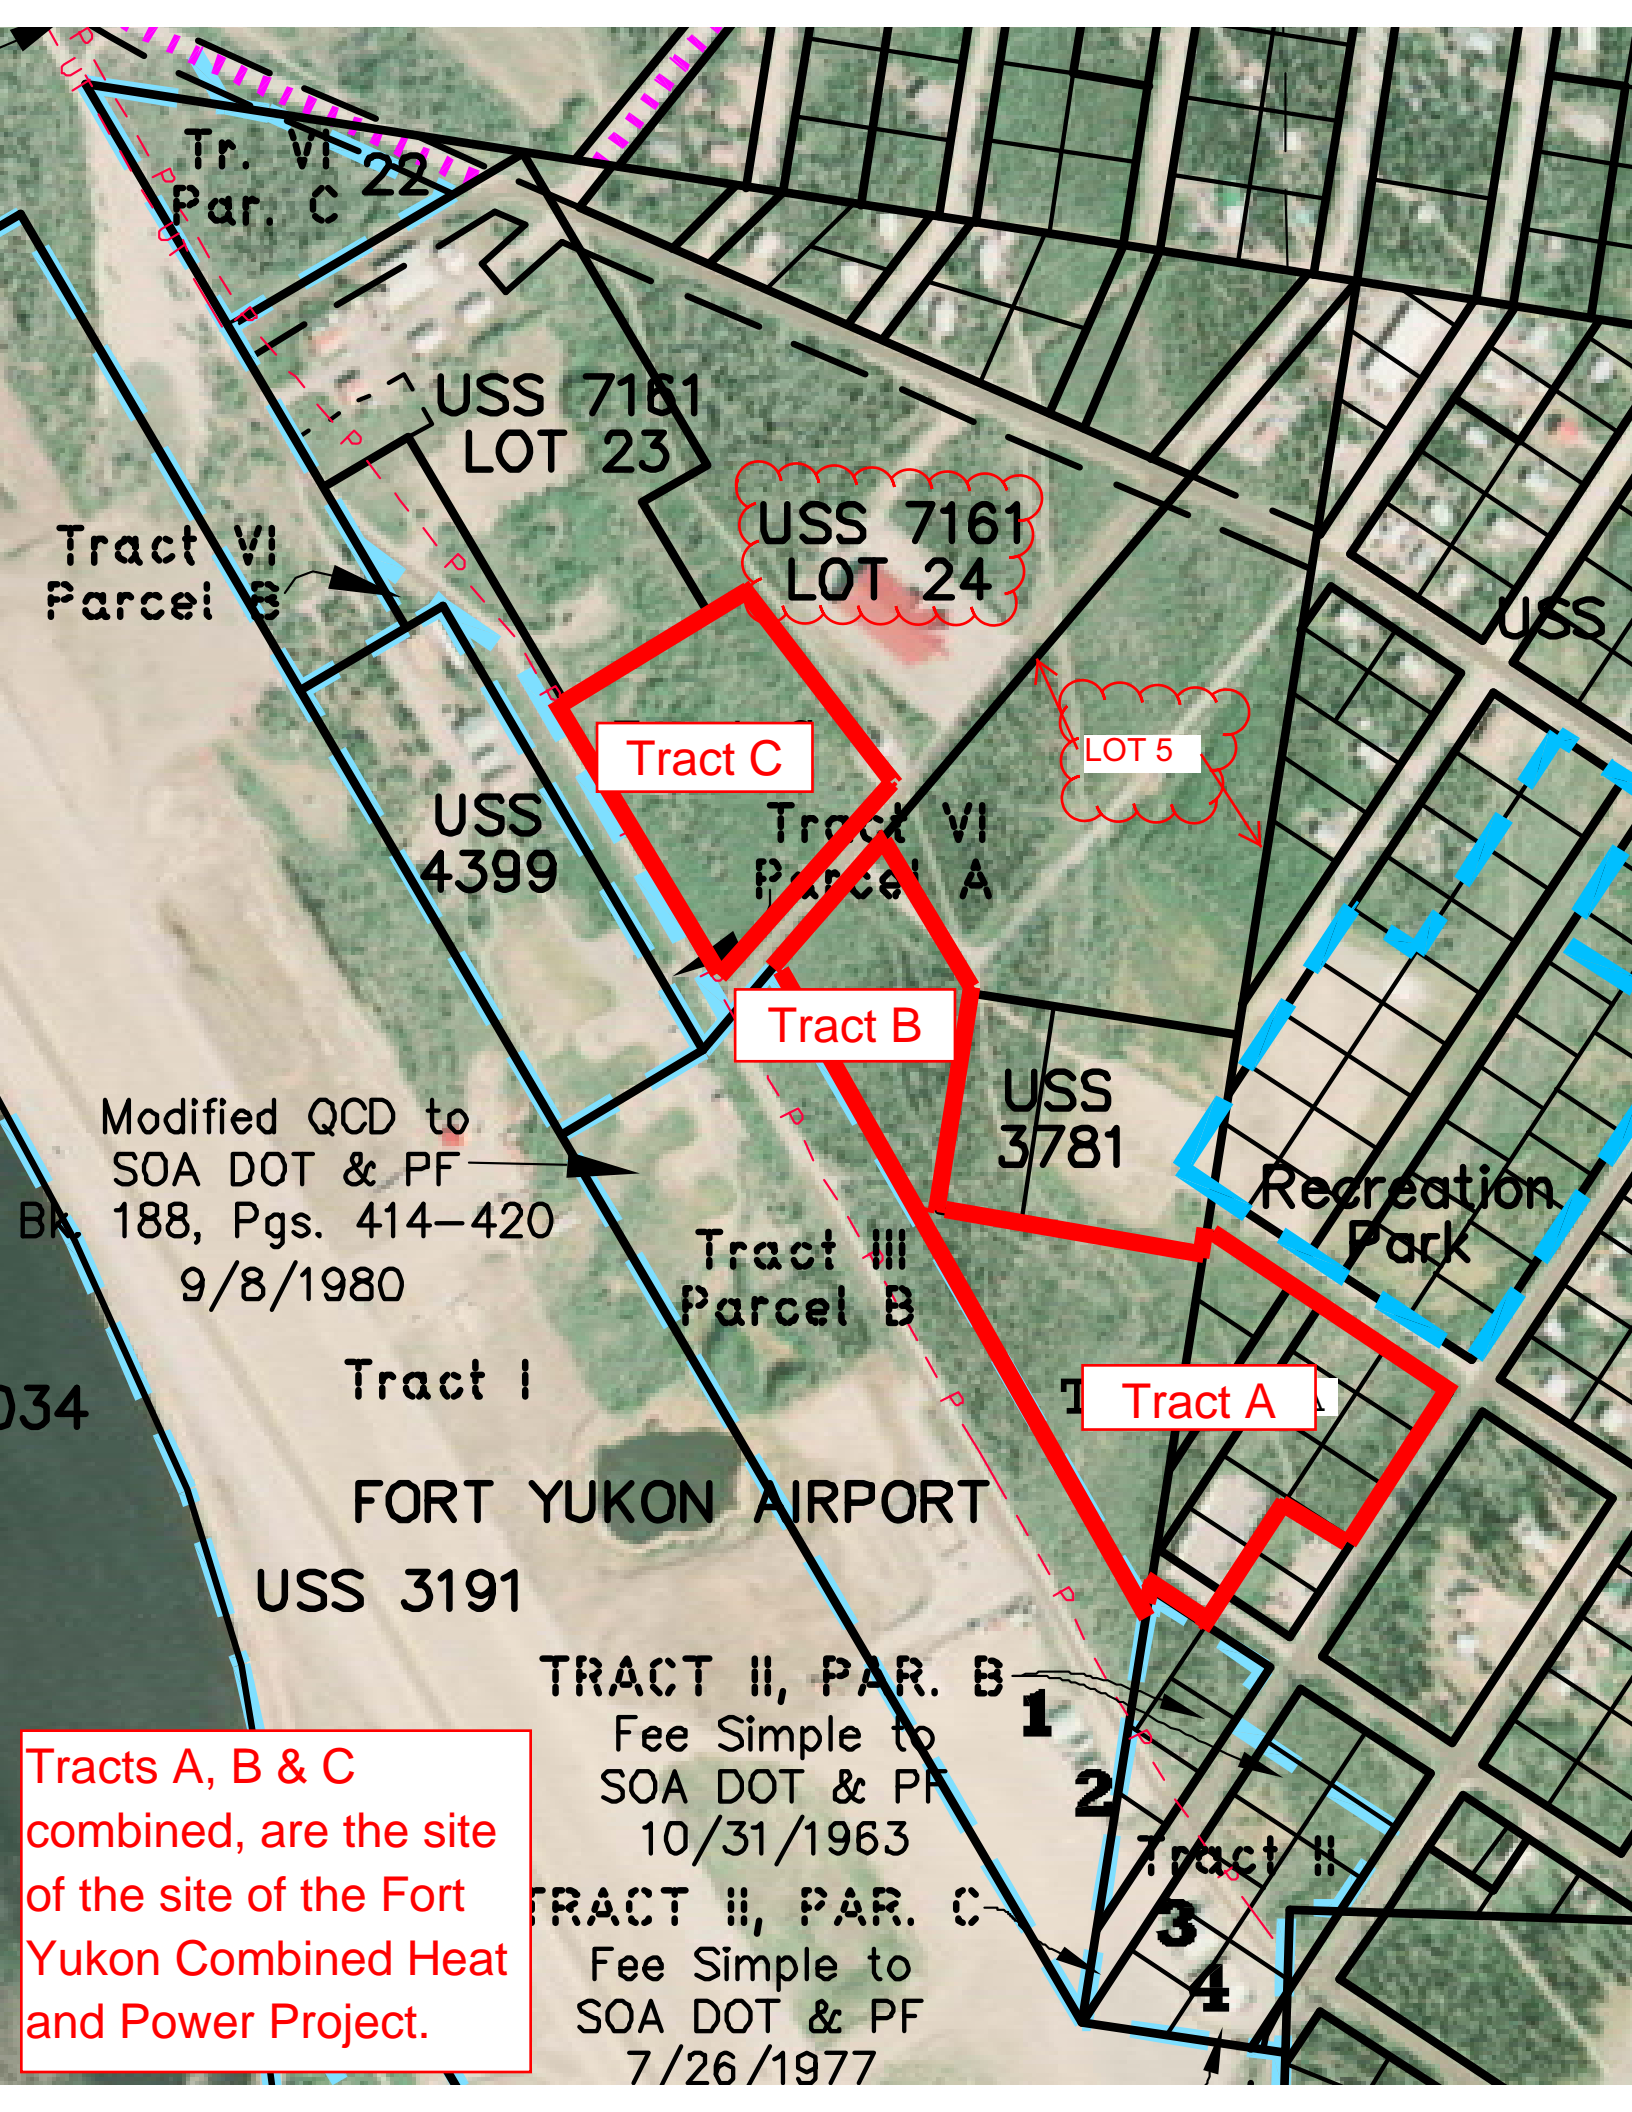 Tr. VI
Par. C
22
USS 7161
LOT 23
USS 7161
LOT 24
Tract VI
Parcel B
USS
LOT 5
Tract C
USS
4399
Tract VI
Parcel A
Tract B
USS
3781
Modified QCD to
SOA DOT & PF
Bk. 188, Pgs. 414-420
9/8/1980
Recreation
Park
Tract III
Parcel B
Tract I
034
Tract A
FORT YUKON AIRPORT
USS 3191
TRACT II, PAR. B
Fee Simple to
SOA DOT & PF
10/31/1963
1
2
Tract II
3
4
TRACT II, PAR. C
Fee Simple to
SOA DOT & PF
7/26/1977
Tracts A, B & C
combined, are the site
of the site of the Fort
Yukon Combined Heat
and Power Project.